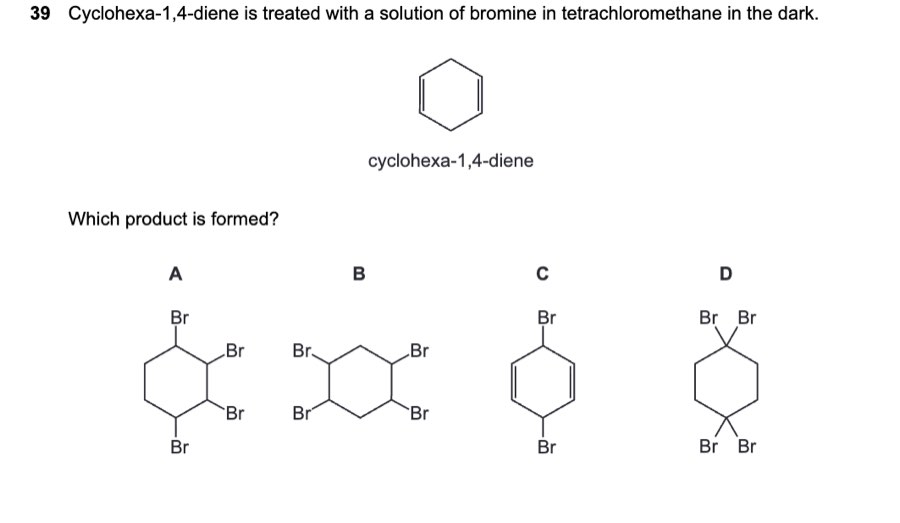 39 Cyclohexa-1,4-diene is treated with a solution of bromine in tetrachloromethane in the dark.
cyclohexa-1,4-diene
Which product is formed?
A B C D
Br Br Br Br
Br Br Br
Br Br Br
Br Br Br Br